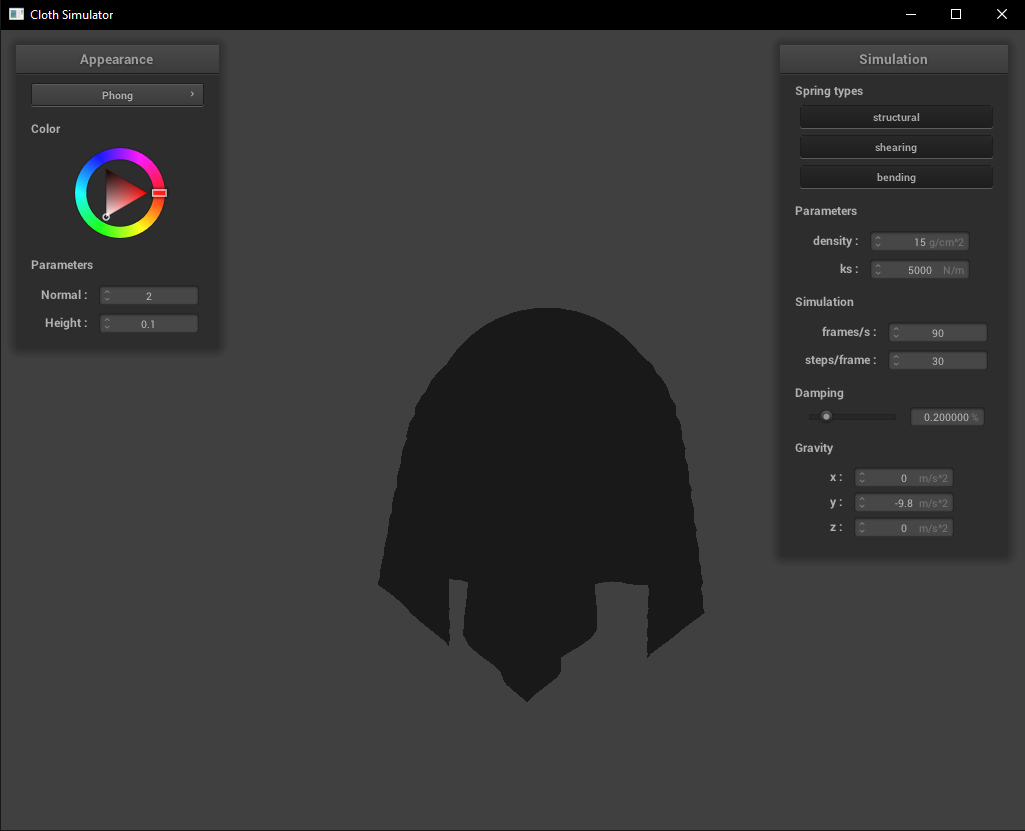 Cloth Simulator
Appearance
Phong
Color
Parameters
Normal : 2
Height : 0.1
Simulation
Spring types
structural
shearing
bending
Parameters
density : 15 g/cm^2
ks : 5000 N/m
Simulation
frames/s : 90
steps/frame : 30
Damping
0.200000 %
Gravity
x : 0 m/s^2
y : -9.8 m/s^2
z : 0 m/s^2